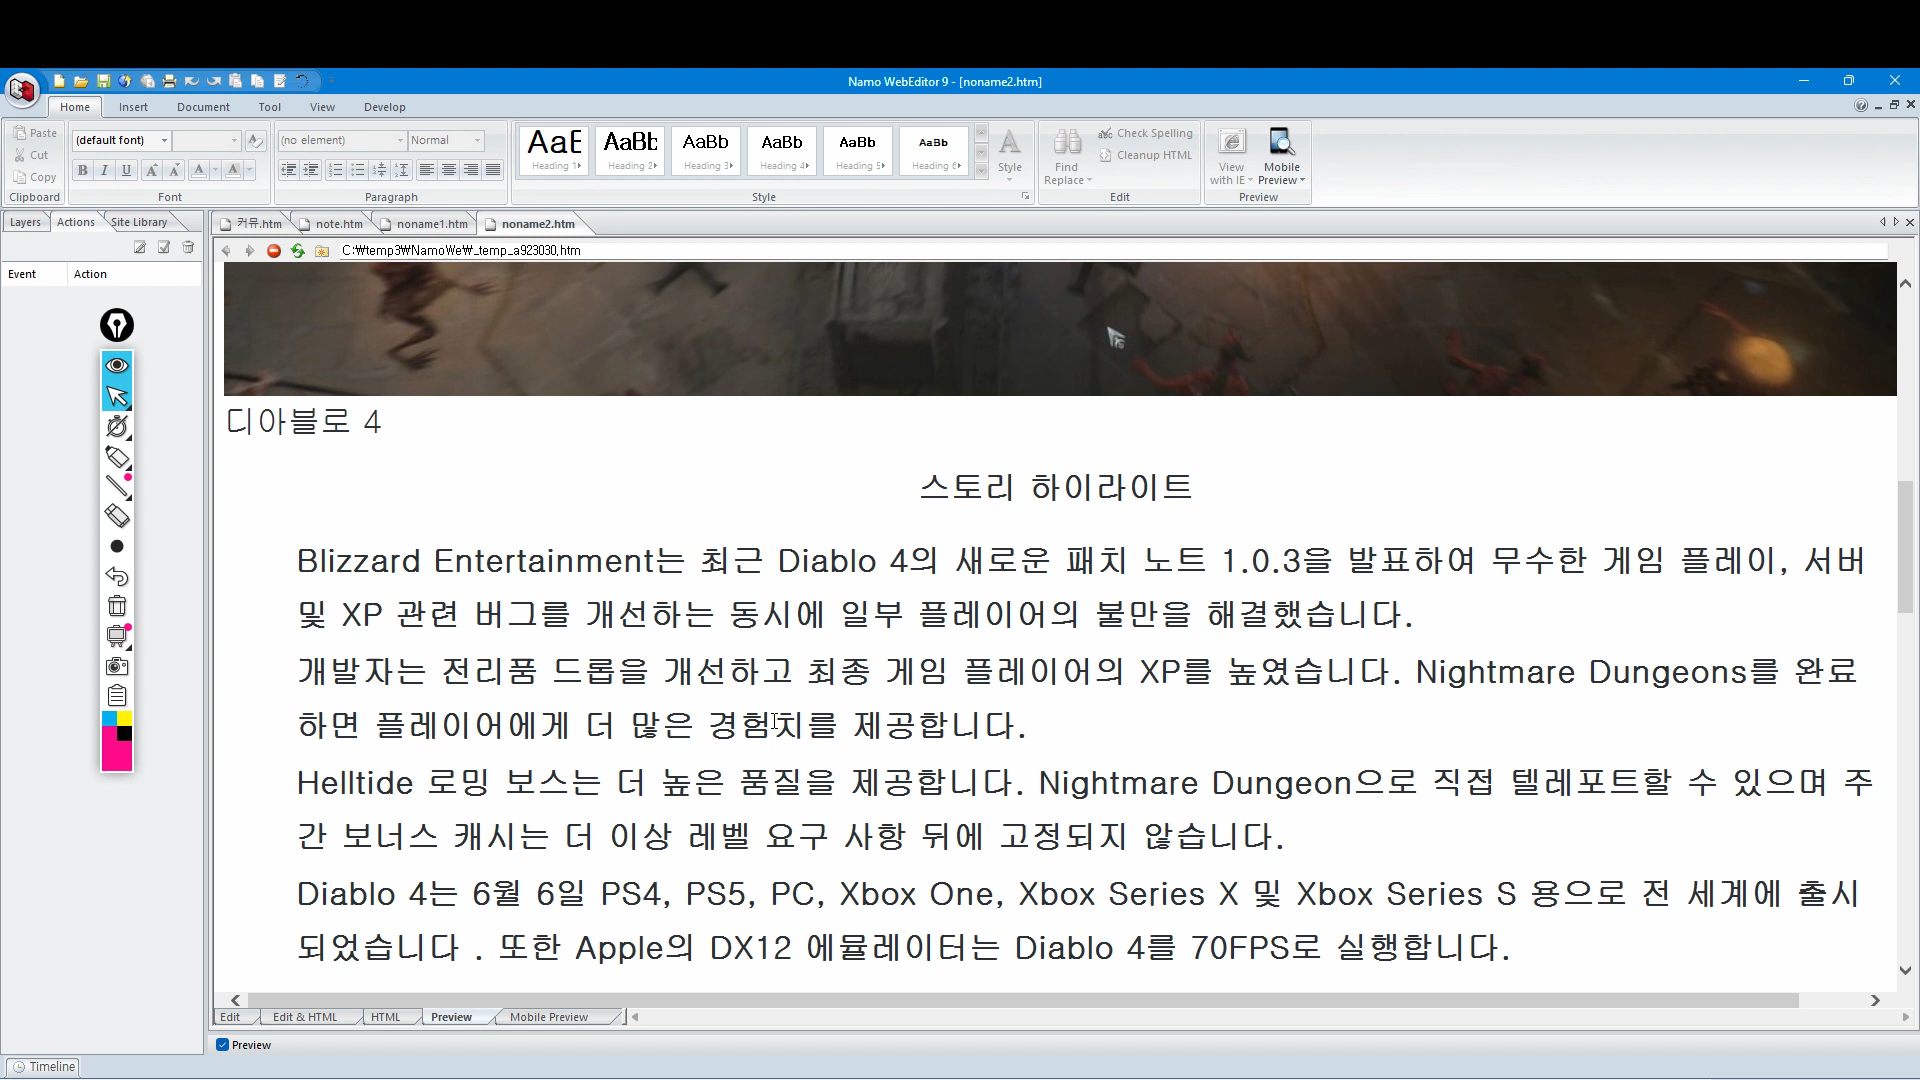 Namo WebEditor 9 - [noname2.htm]
Home Insert Document Tool View Develop
Paste
Cut
Copy
Clipboard
(default font)
B I U A A A A
Font
(no element) Normal
Paragraph
AaE AaBb AaBb AaBb AaBb AaBb
Heading 1 Heading 2 Heading 3 Heading 4 Heading 5 Heading 6
Style
Style
Find
Replace
Check Spelling
Cleanup HTML
Edit
View
with IE
Mobile
Preview
Preview
Layers Actions Site Library
커뮤.htm note.htm noname1.htm noname2.htm
C:₩temp3₩NamoWe₩_temp_a923030.htm
Event Action
디아블로 4
스토리 하이라이트
Blizzard Entertainment는 최근 Diablo 4의 새로운 패치 노트 1.0.3을 발표하여 무수한 게임 플레이, 서버
및 XP 관련 버그를 개선하는 동시에 일부 플레이어의 불만을 해결했습니다.
개발자는 전리품 드롭을 개선하고 최종 게임 플레이어의 XP를 높였습니다. Nightmare Dungeons를 완료
하면 플레이어에게 더 많은 경험치를 제공합니다.
Helltide 로밍 보스는 더 높은 품질을 제공합니다. Nightmare Dungeon으로 직접 텔레포트할 수 있으며 주
간 보너스 캐시는 더 이상 레벨 요구 사항 뒤에 고정되지 않습니다.
Diablo 4는 6월 6일 PS4, PS5, PC, Xbox One, Xbox Series X 및 Xbox Series S 용으로 전 세계에 출시
되었습니다 . 또한 Apple의 DX12 에뮬레이터는 Diablo 4를 70FPS로 실행합니다.
Edit Edit & HTML HTML Preview Mobile Preview
Preview
Timeline